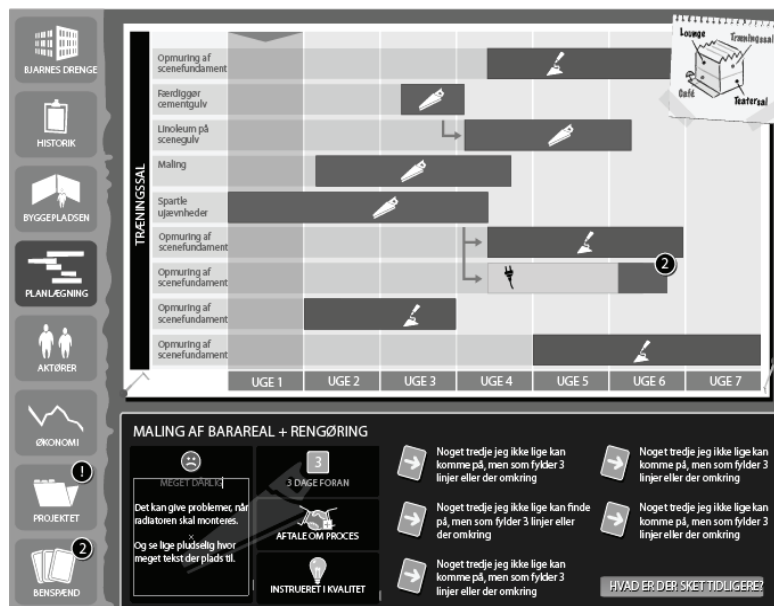 BJARNES DRENGE
HISTORIK
BYGGEPLADSEN
PLANLÆGNING
AKTØRER
ØKONOMI
!
PROJEKTET
2
BENSPÆND
TRÆNINGSSAL
Opmuring af
scenefundament
Færdiggør
cementgulv
Linoleum på
scenegulv
Maling
Spartle
ujævnheder
Opmuring af
scenefundament
Opmuring af
scenefundament
2
Opmuring af
scenefundament
Opmuring af
scenefundament
UGE 1
UGE 2
UGE 3
UGE 4
UGE 5
UGE 6
UGE 7
Lounge
Træningssal
Café
Teatersal
MALING AF BARAREAL + RENGØRING
MEGET DÅRLIG
Det kan give problemer, når
radiatoren skal monteres.
Og se lige pludselig hvor
meget tekst der plads til.
3
3 DAGE FORAN
AFTALE OM PROCES
INSTRUERET I KVALITET
Noget tredje jeg ikke lige kan
komme på, men som fylder 3
linjer eller der omkring
Noget tredje jeg ikke lige kan finde
på, men som fylder 3 linjer eller
der omkring
Noget tredje jeg ikke lige kan
komme på, men som fylder 3
linjer eller der omkring
Noget tredje jeg ikke lige kan
komme på, men som fylder 3
linjer eller der omkring
Noget tredje jeg ikke lige kan
komme på, men som fylder 3
linjer eller der omkring
HVAD ER DER SKET TIDLIGERE?